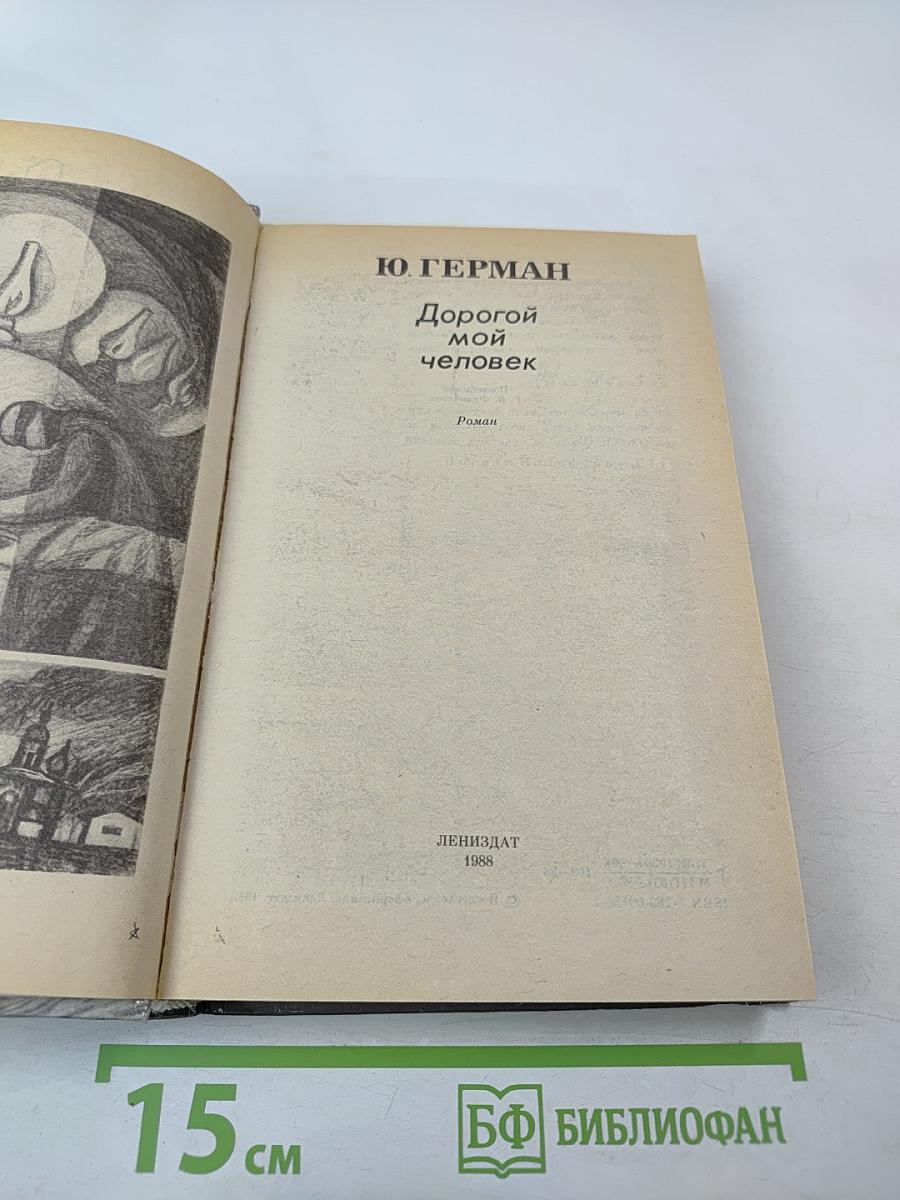 Ю. ГЕРМАН
Дорогой
мой
человек
Роман
ЛЕНИЗДАТ
1988
15 см
БФ БИБЛИОФАН